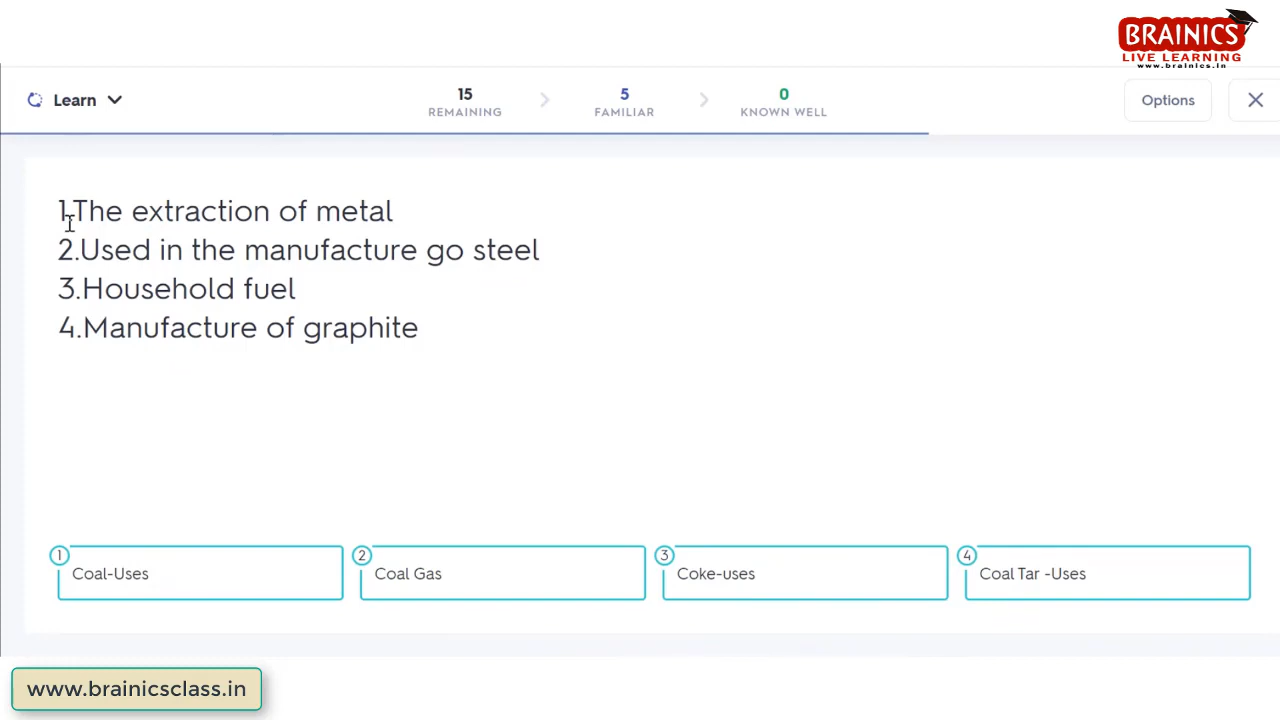 BRAINICS
LIVE LEARNING
www.brainics.in
Learn
15
REMAINING
5
FAMILIAR
0
KNOWN WELL
Options
1.The extraction of metal
2.Used in the manufacture go steel
3.Household fuel
4.Manufacture of graphite
1
Coal-Uses
2
Coal Gas
3
Coke-uses
4
Coal Tar -Uses
www.brainicsclass.in